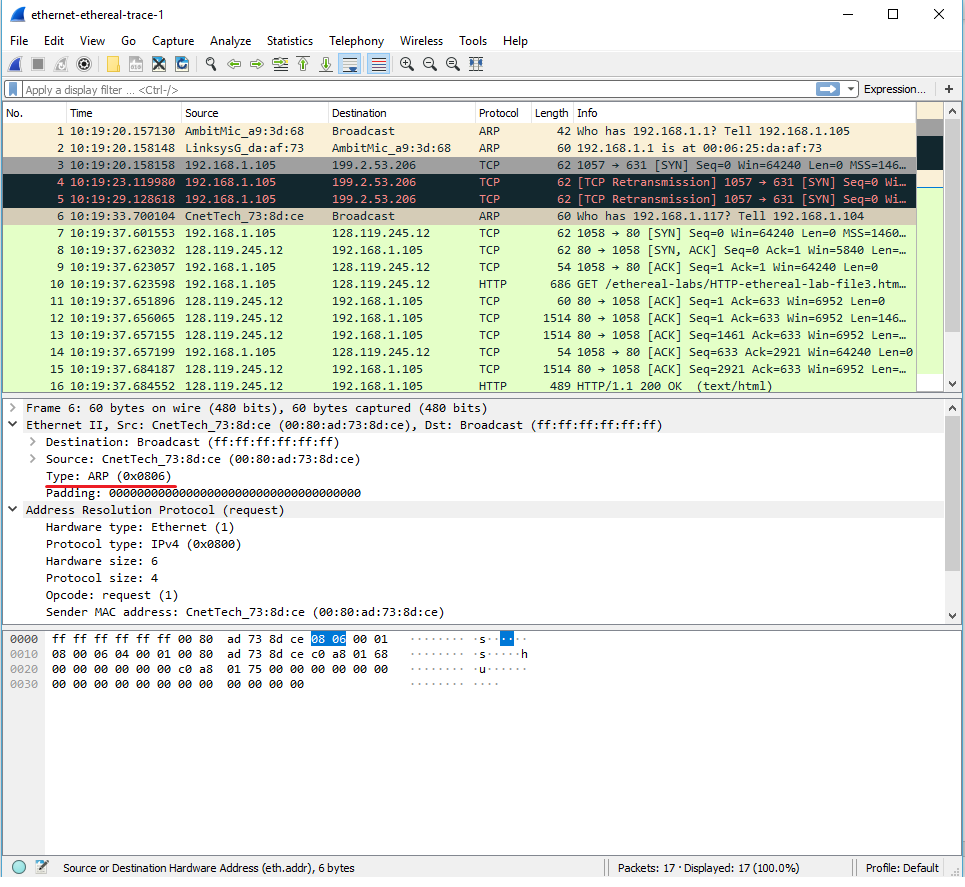 ethernet-ethereal-trace-1
File Edit View Go Capture Analyze Statistics Telephony Wireless Tools Help
Apply a display filter ... <Ctrl-/> Expression... +
No. Time Source Destination Protocol Length Info
1 10:19:20.157130 AmbitMic_a9:3d:68 Broadcast ARP 42 Who has 192.168.1.1? Tell 192.168.1.105
2 10:19:20.158148 LinksysG_da:af:73 AmbitMic_a9:3d:68 ARP 60 192.168.1.1 is at 00:06:25:da:af:73
3 10:19:20.158158 192.168.1.105 199.2.53.206 TCP 62 1057 → 631 [SYN] Seq=0 Win=64240 Len=0 MSS=146…
4 10:19:23.119980 192.168.1.105 199.2.53.206 TCP 62 [TCP Retransmission] 1057 → 631 [SYN] Seq=0 Wi…
5 10:19:29.128618 192.168.1.105 199.2.53.206 TCP 62 [TCP Retransmission] 1057 → 631 [SYN] Seq=0 Wi…
6 10:19:33.700104 CnetTech_73:8d:ce Broadcast ARP 60 Who has 192.168.1.117? Tell 192.168.1.104
7 10:19:37.601553 192.168.1.105 128.119.245.12 TCP 62 1058 → 80 [SYN] Seq=0 Win=64240 Len=0 MSS=1460…
8 10:19:37.623032 128.119.245.12 192.168.1.105 TCP 62 80 → 1058 [SYN, ACK] Seq=0 Ack=1 Win=5840 Len=…
9 10:19:37.623057 192.168.1.105 128.119.245.12 TCP 54 1058 → 80 [ACK] Seq=1 Ack=1 Win=64240 Len=0
10 10:19:37.623598 192.168.1.105 128.119.245.12 HTTP 686 GET /ethereal-labs/HTTP-ethereal-lab-file3.htm…
11 10:19:37.651896 128.119.245.12 192.168.1.105 TCP 60 80 → 1058 [ACK] Seq=1 Ack=633 Win=6952 Len=0
12 10:19:37.656065 128.119.245.12 192.168.1.105 TCP 1514 80 → 1058 [ACK] Seq=1 Ack=633 Win=6952 Len=146…
13 10:19:37.657155 128.119.245.12 192.168.1.105 TCP 1514 80 → 1058 [ACK] Seq=1461 Ack=633 Win=6952 Len=…
14 10:19:37.657199 192.168.1.105 128.119.245.12 TCP 54 1058 → 80 [ACK] Seq=633 Ack=2921 Win=64240 Len=0
15 10:19:37.684187 128.119.245.12 192.168.1.105 TCP 1514 80 → 1058 [ACK] Seq=2921 Ack=633 Win=6952 Len=…
16 10:19:37.684552 128.119.245.12 192.168.1.105 HTTP 489 HTTP/1.1 200 OK (text/html)
Frame 6: 60 bytes on wire (480 bits), 60 bytes captured (480 bits)
Ethernet II, Src: CnetTech_73:8d:ce (00:80:ad:73:8d:ce), Dst: Broadcast (ff:ff:ff:ff:ff:ff)
Destination: Broadcast (ff:ff:ff:ff:ff:ff)
Source: CnetTech_73:8d:ce (00:80:ad:73:8d:ce)
Type: ARP (0x0806)
Padding: 000000000000000000000000000000000000
Address Resolution Protocol (request)
Hardware type: Ethernet (1)
Protocol type: IPv4 (0x0800)
Hardware size: 6
Protocol size: 4
Opcode: request (1)
Sender MAC address: CnetTech_73:8d:ce (00:80:ad:73:8d:ce)
0000 ff ff ff ff ff ff 00 80 ad 73 8d ce 08 06 00 01 ········ ·s······
0010 08 00 06 04 00 01 00 80 ad 73 8d ce c0 a8 01 68 ········ ·s·····h
0020 00 00 00 00 00 00 c0 a8 01 75 00 00 00 00 00 00 ········ ·u······
0030 00 00 00 00 00 00 00 00 00 00 00 00 ········ ····
Source or Destination Hardware Address (eth.addr), 6 bytes Packets: 17 · Displayed: 17 (100.0%) Profile: Default